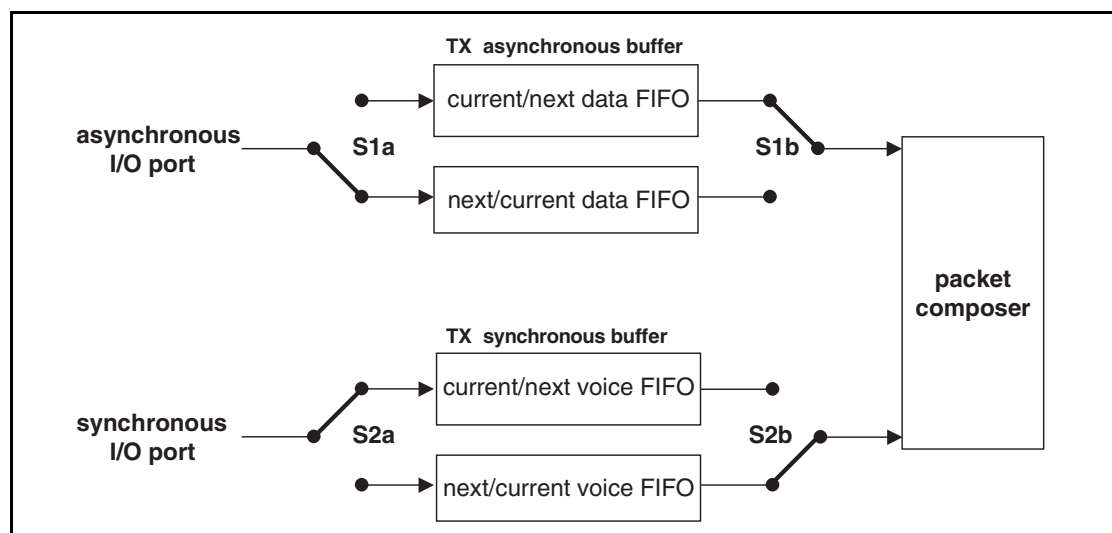 TX asynchronous buffer
current/next data FIFO
asynchronous
I/O port
S1a
S1b
next/current data FIFO
packet
composer
TX synchronous buffer
current/next voice FIFO
synchronous
I/O port
S2a
S2b
next/current voice FIFO